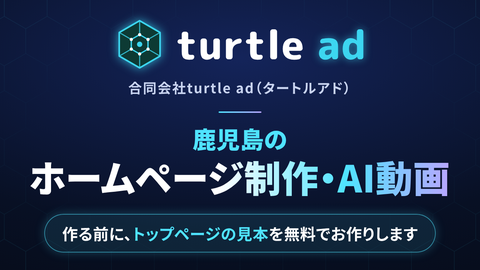 turtle ad
合同会社turtle ad(タートルアド)
鹿児島の
ホームページ制作・AI動画
作る前に、トップページの見本を無料でお作りします